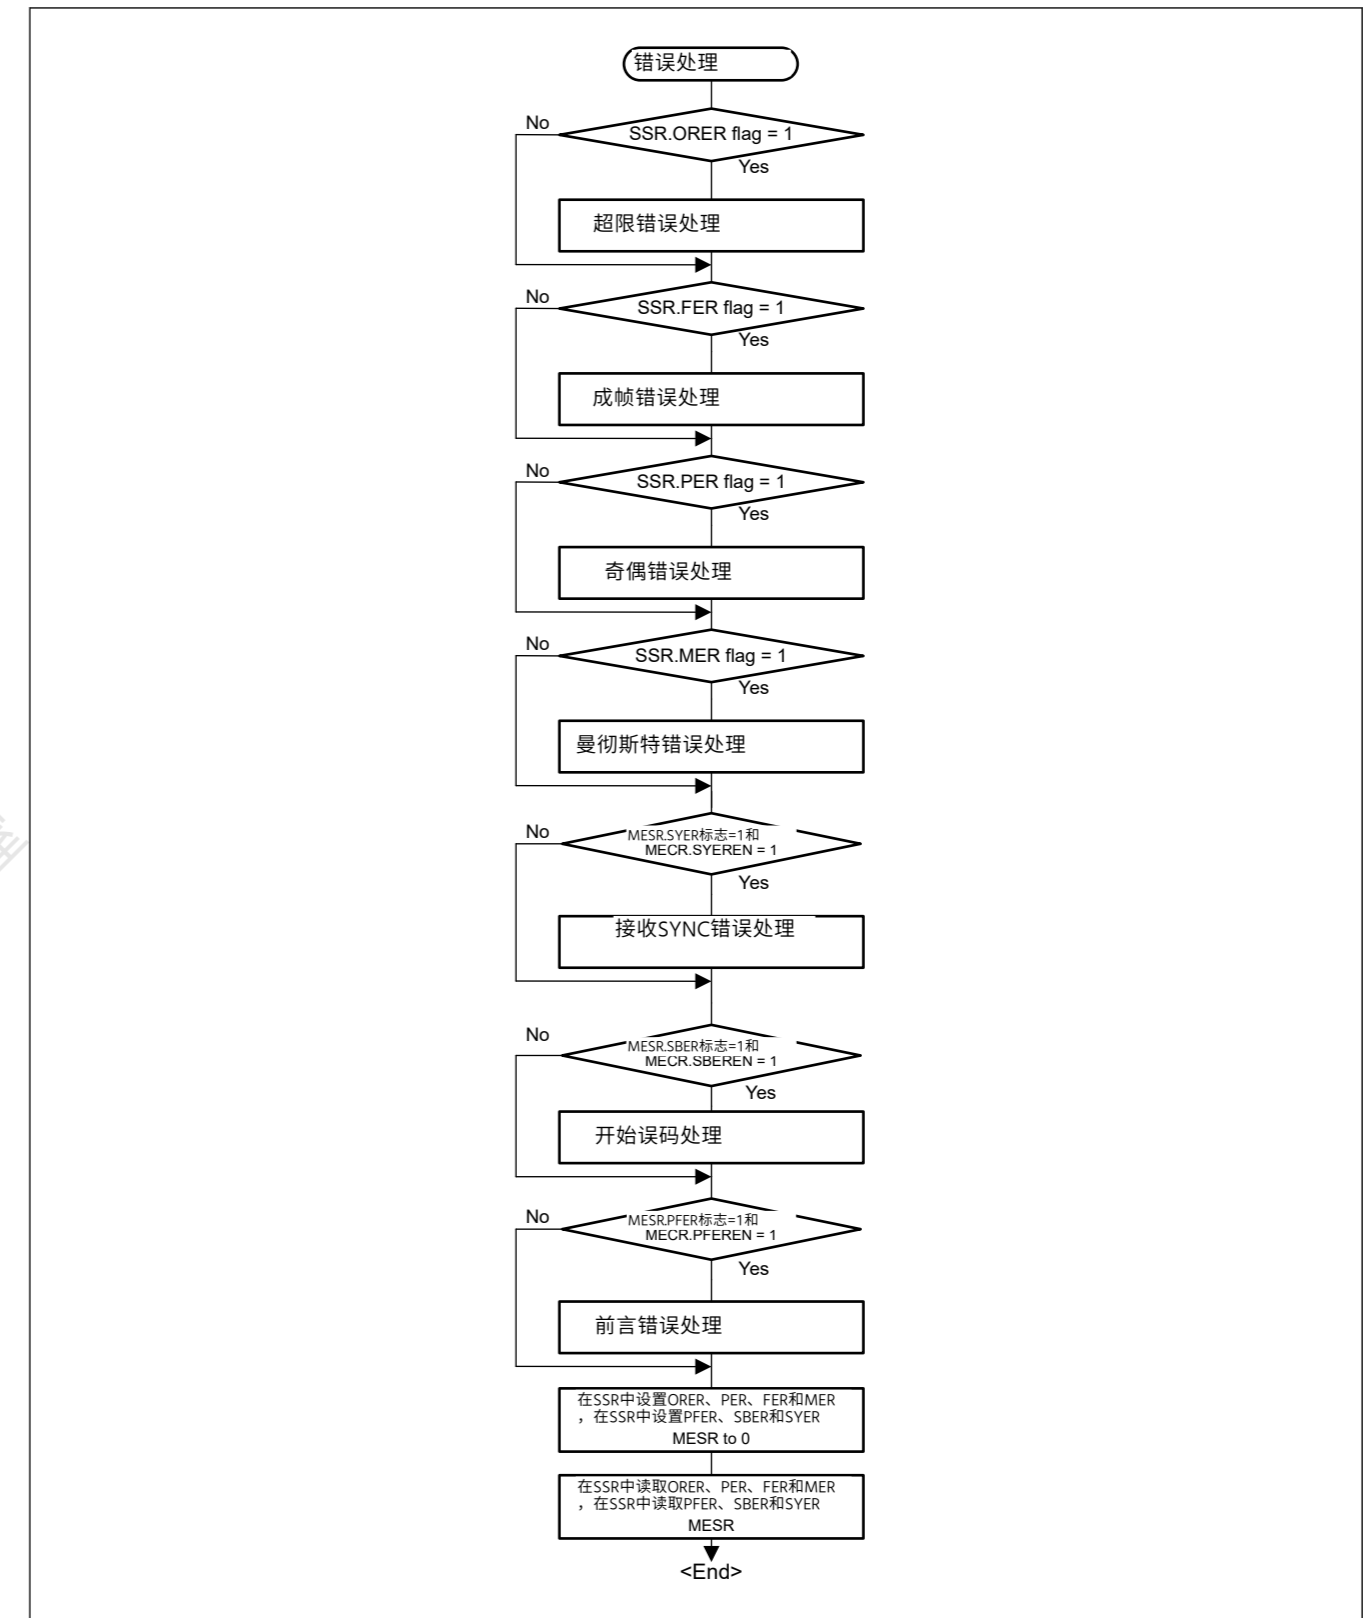 错误处理
No
SSR.ORER flag = 1
Yes
超限错误处理
No
SSR.FER flag = 1
Yes
成帧错误处理
No
SSR.PER flag = 1
Yes
奇偶错误处理
No
SSR.MER flag = 1
Yes
曼彻斯特错误处理
No
MESR.SYER标志=1和
MECR.SYEREN = 1
Yes
接收SYNC错误处理
No
MESR.SBER标志=1和
MECR.SBEREN = 1
Yes
开始误码处理
No
MESR.PFER标志=1和
MECR.PFEREN = 1
Yes
前言错误处理
在SSR中设置ORER、PER、FER和MER
，在SSR中设置PFER、SBER和SYER
MESR to 0
在SSR中读取ORER、PER、FER和MER
，在SSR中读取PFER、SBER和SYER
MESR
<End>